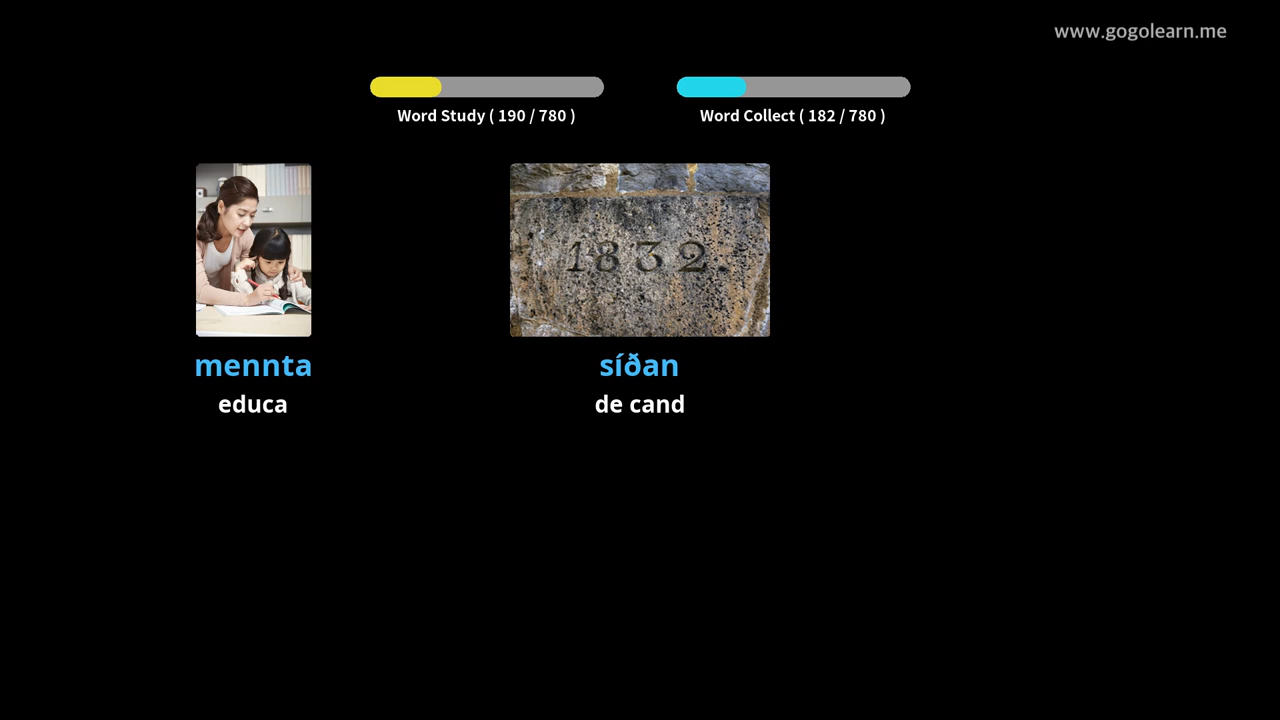 www.gogolearn.me
Word Study ( 190 / 780 )
Word Collect ( 182 / 780 )
1832.
mennta
educa
síðan
de cand